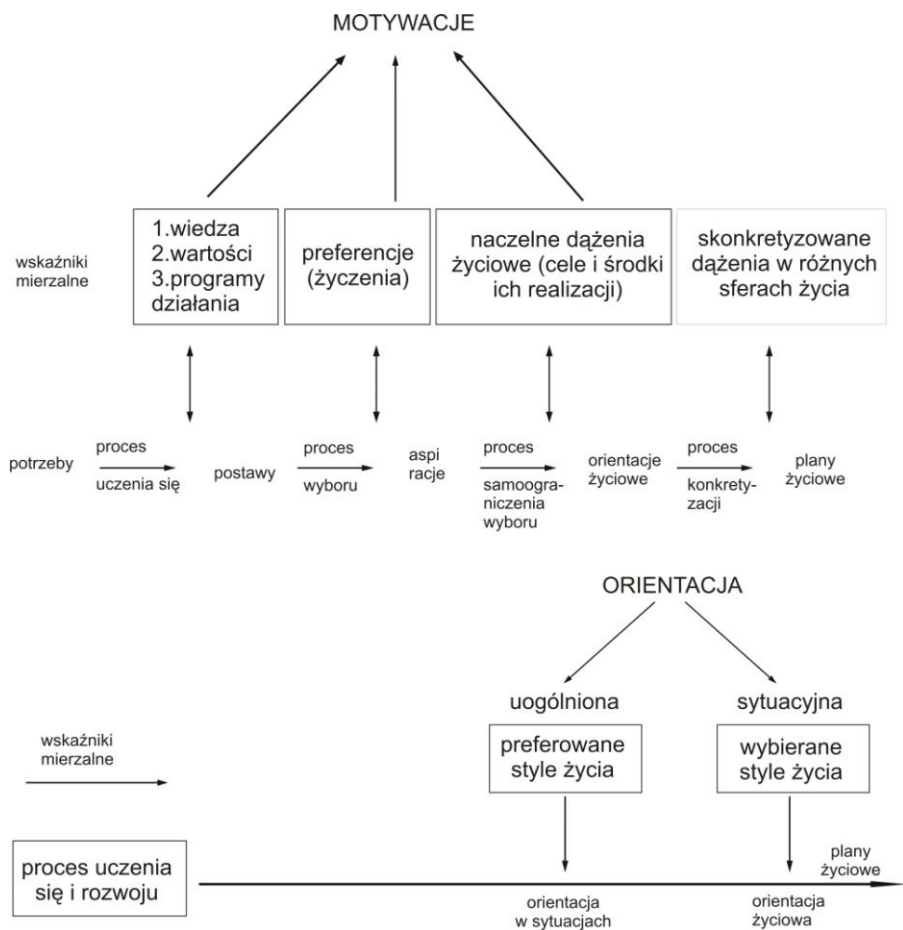 MOTYWACJE
wskaźniki
mierzalne
1.wiedza
2.wartości
3.programy
działania
preferencje
(życzenia)
naczelne dążenia
życiowe (cele i środki
ich realizacji)
skonkretyzowane
dążenia w różnych
sferach życia
potrzeby
proces
uczenia się
postawy
proces
wyboru
aspi
racje
proces
samoogra-
niczenia
wyboru
orientacje
życiowe
proces
konkrety-
zacji
plany
życiowe
ORIENTACJA
uogólniona
sytuacyjna
wskaźniki
mierzalne
preferowane
style życia
wybierane
style życia
proces uczenia
się i rozwoju
plany
życiowe
orientacja
w sytuacjach
orientacja
życiowa